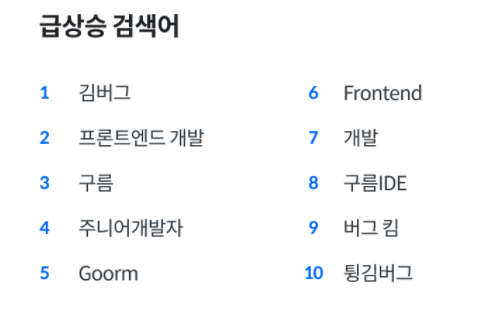 급상승 검색어
1 김버그
2 프론트엔드 개발
3 구름
4 주니어개발자
5 Goorm
6 Frontend
7 개발
8 구름IDE
9 버그 킴
10 튕김버그